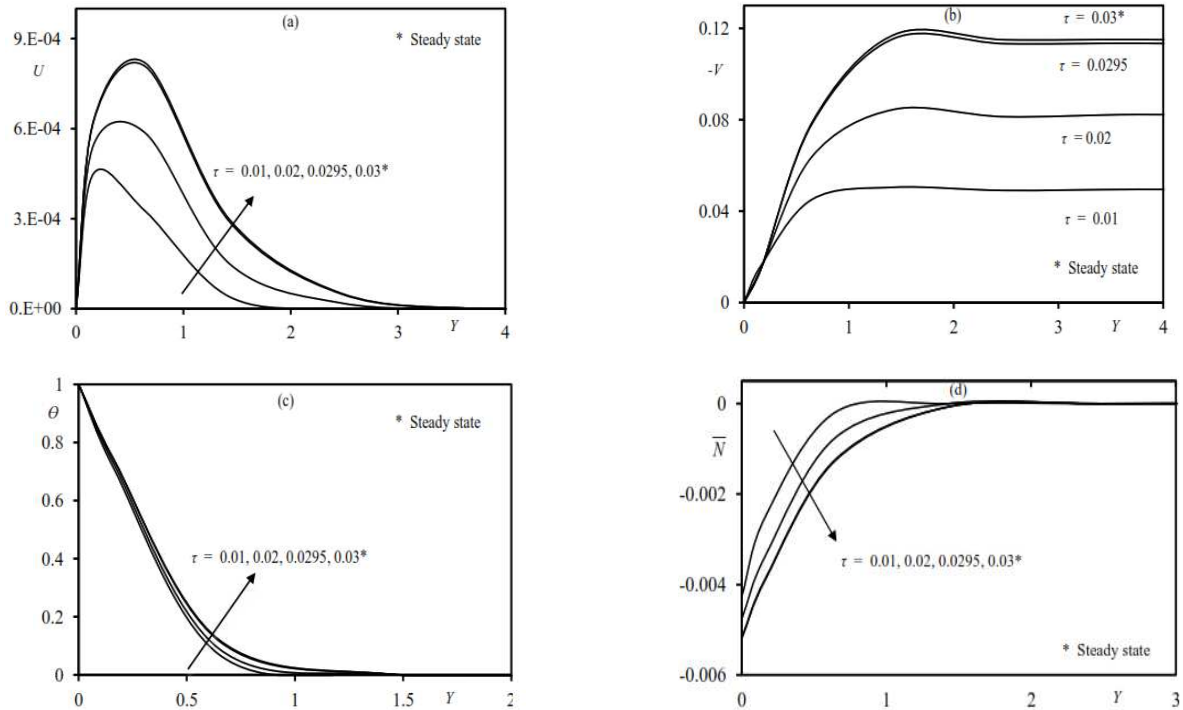 (a)
9.E-04
* Steady state
U
6.E-04
τ = 0.01, 0.02, 0.0295, 0.03*
3.E-04
0.E+00
0 1 2 3 Y 4
(b)
τ = 0.03*
0.12
-V
τ = 0.0295
0.08
τ = 0.02
0.04
τ = 0.01
* Steady state
0
0 1 2 3 Y 4
1
(c)
θ
* Steady state
0.8
0.6
0.4
τ = 0.01, 0.02, 0.0295, 0.03*
0.2
0
0 0.5 1 1.5 Y 2
(d)
0
N̅
-0.002
τ = 0.01, 0.02, 0.0295, 0.03*
-0.004
* Steady state
-0.006
0 1 2 Y 3